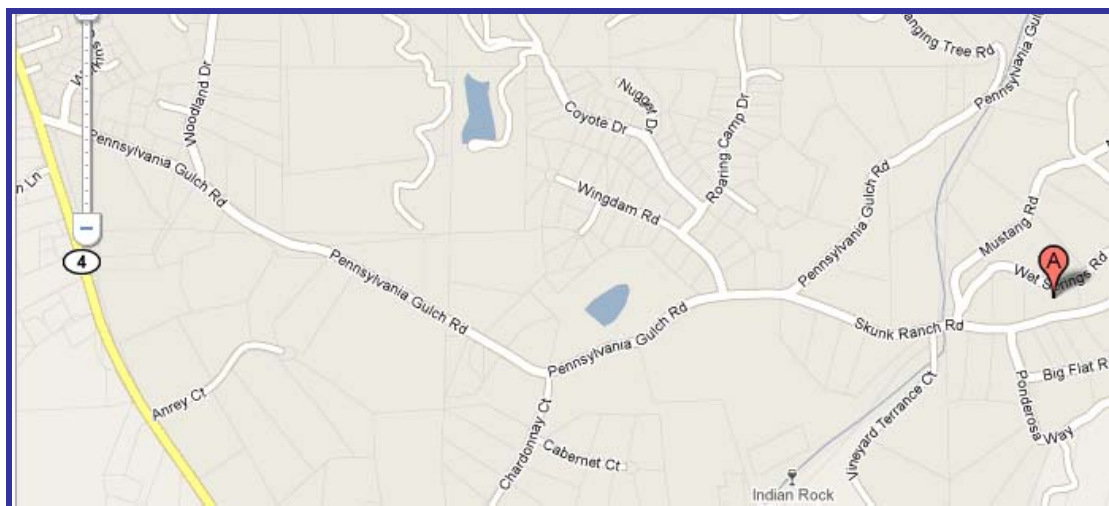 anging Tree Rd
Pennsylvania Gul
Woodland Dr
Nugget Dr
Coyote Dr
Roaring Camp Dr
Pennsylvania Gulch Rd
n Ln
Wingdam Rd
Pennsylvania Gulch Rd
Mustang Rd
A
Wet Springs Rd
4
Pennsylvania Gulch Rd
Skunk Ranch Rd
Pennsylvania Gulch Rd
Big Flat R
Ponderosa Way
Anrey Ct
Vineyard Terrance Ct
Chardonnay Ct
Cabernet Ct
Indian Rock